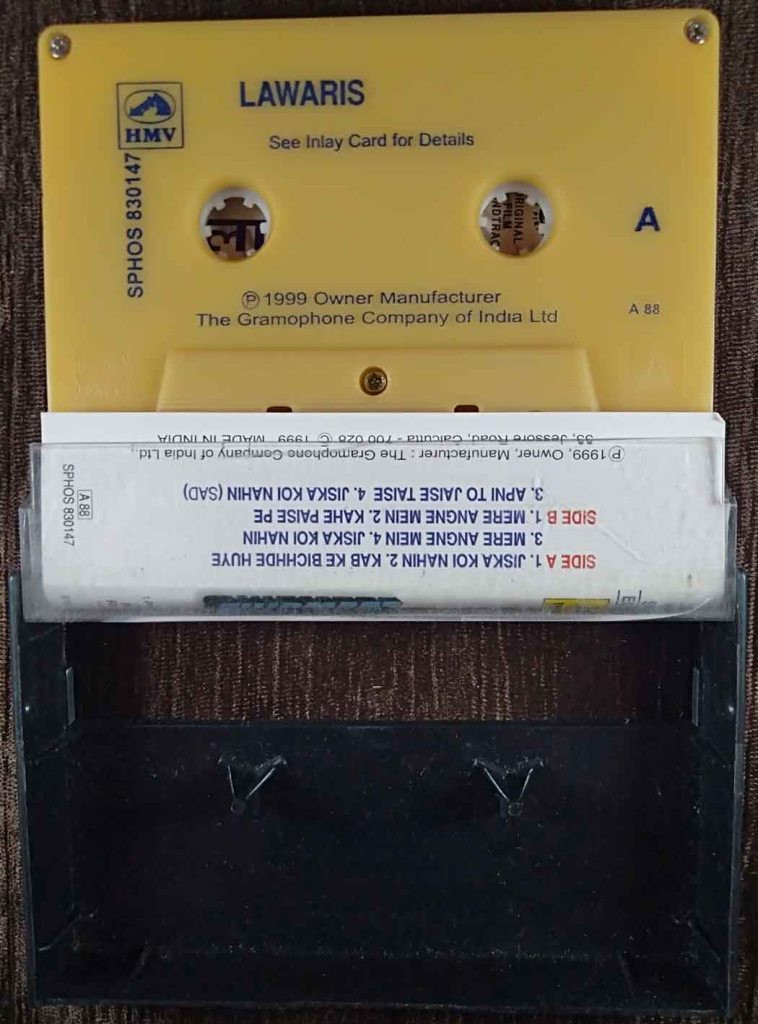 LAWARIS
HMV
See Inlay Card for Details
SPHOS 830147
ला
ORIGINAL
FILM
A
℗ 1999 Owner Manufacturer
The Gramophone Company of India Ltd
A 88
SIDE A 1. JISKA KOI NAHIN 2. KAB KE BICHHDE HUYE
3. MERE ANGNE MEIN 4. JISKA KOI NAHIN
SIDE B 1. MERE ANGNE MEIN 2. KAHE PAISE PE
3. APNI TO JAISE TAISE 4. JISKA KOI NAHIN (SAD)
A 88
SPHOS 830147
℗ 1999, Owner, Manufacturer : The Gramophone Company of India Ltd.,
33, Jessore Road, Calcutta - 700 028 © 1999 MADE IN INDIA